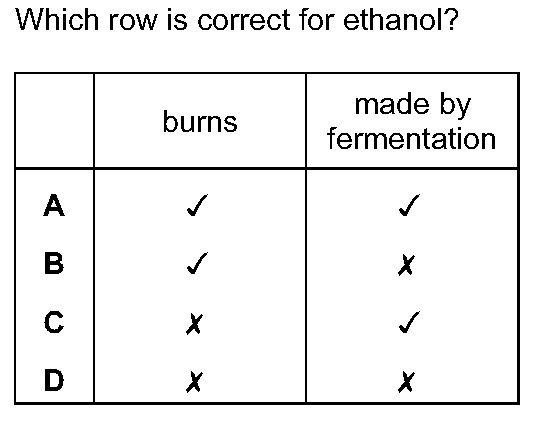 Which row is correct for ethanol?
burns
made by
fermentation
A ✓ ✓
B ✓ ✗
C ✗ ✓
D ✗ ✗